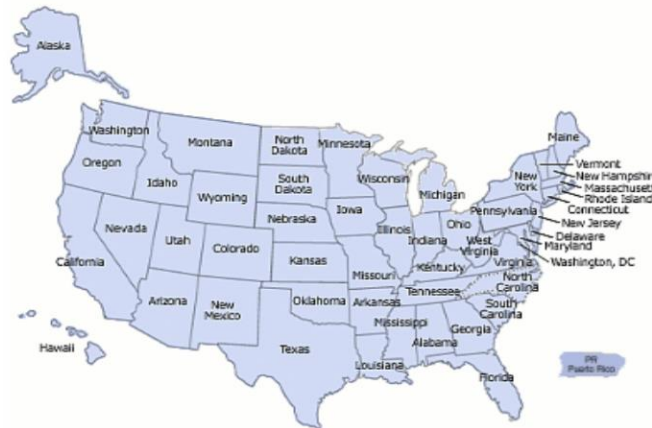 Alaska
Washington
Montana
North
Dakota
Minnesota
Maine
Oregon
Idaho
Wyoming
South
Dakota
Wisconsin
Michigan
New
York
Vermont
New Hampshire
Massachuset
Rhode Island
Connecticut
Nebraska
Iowa
Pennsylvania
New Jersey
Nevada
Utah
Colorado
Kansas
Illinois
Indiana
Ohio
West
Virginia
Delaware
Maryland
Washington, DC
California
Missouri
Kentucky
Virginia
Arizona
New
Mexico
Oklahoma
Arkansas
Tennessee
North
Carolina
South
Carolina
Texas
Mississippi
Alabama
Georgia
Louisiana
Florida
Hawaii
PR
Puerto Rico